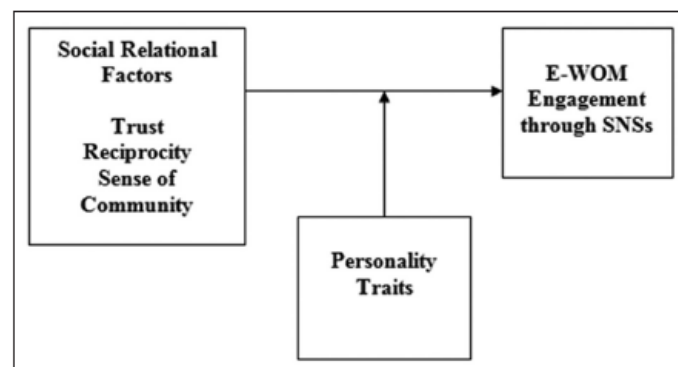 Social Relational
Factors
Trust
Reciprocity
Sense of
Community
E-WOM
Engagement
through SNSs
Personality
Traits